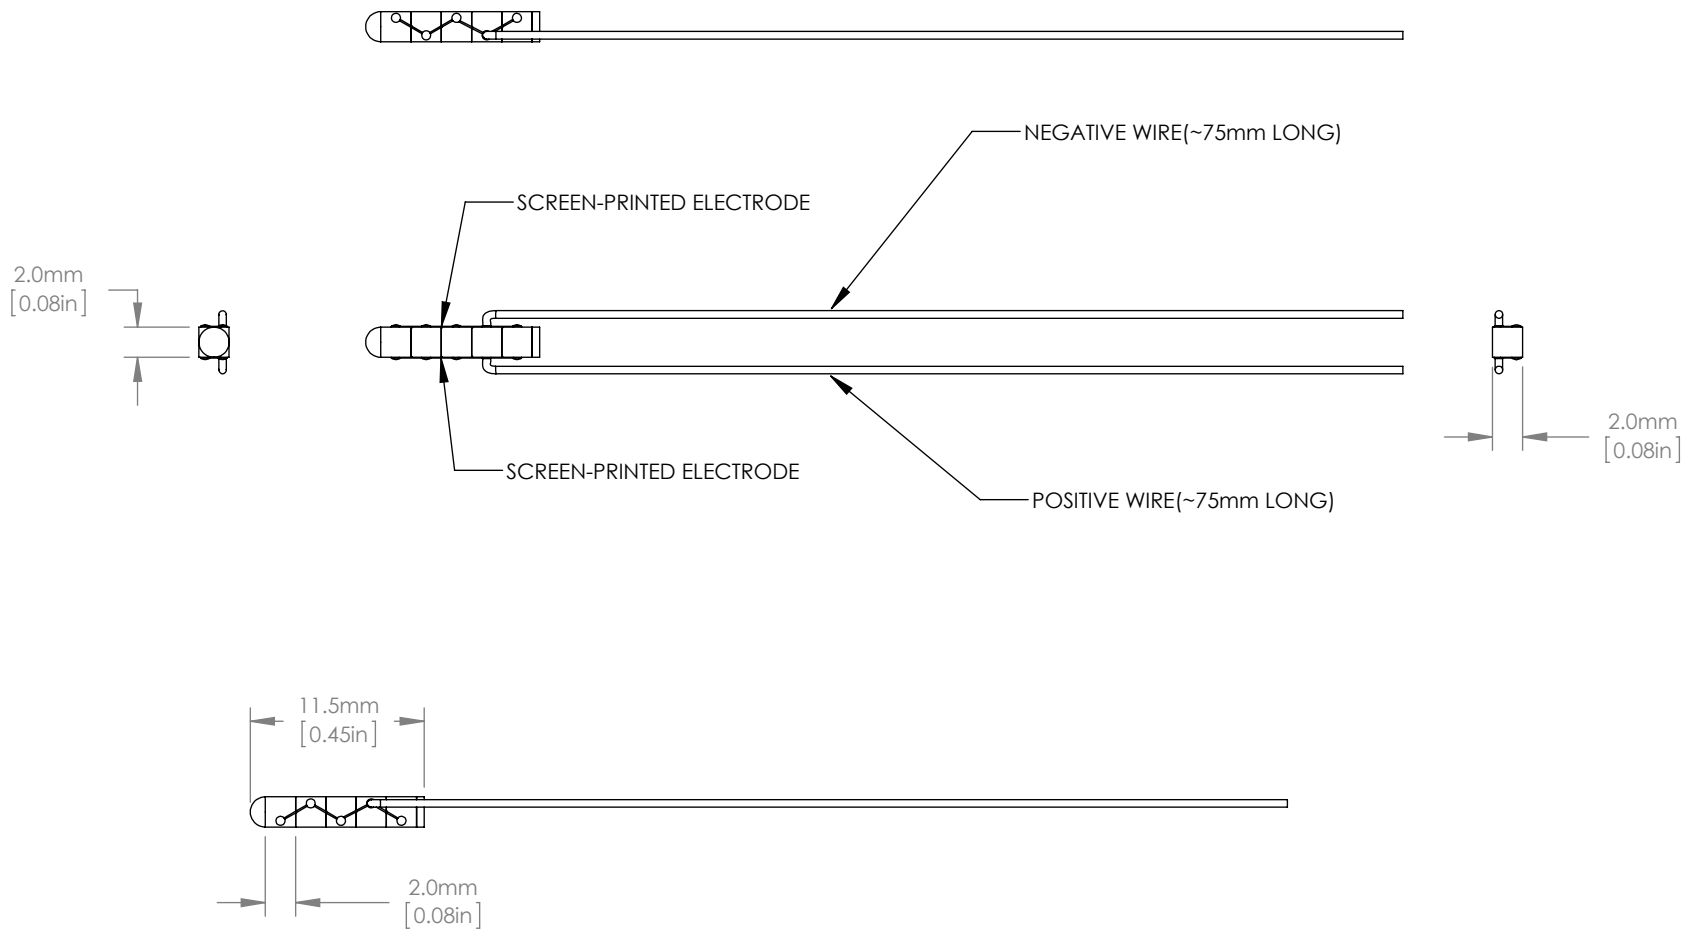 NEGATIVE WIRE(~75mm LONG)
SCREEN-PRINTED ELECTRODE
2.0mm
[0.08in]
2.0mm
[0.08in]
SCREEN-PRINTED ELECTRODE
POSITIVE WIRE(~75mm LONG)
11.5mm
[0.45in]
2.0mm
[0.08in]